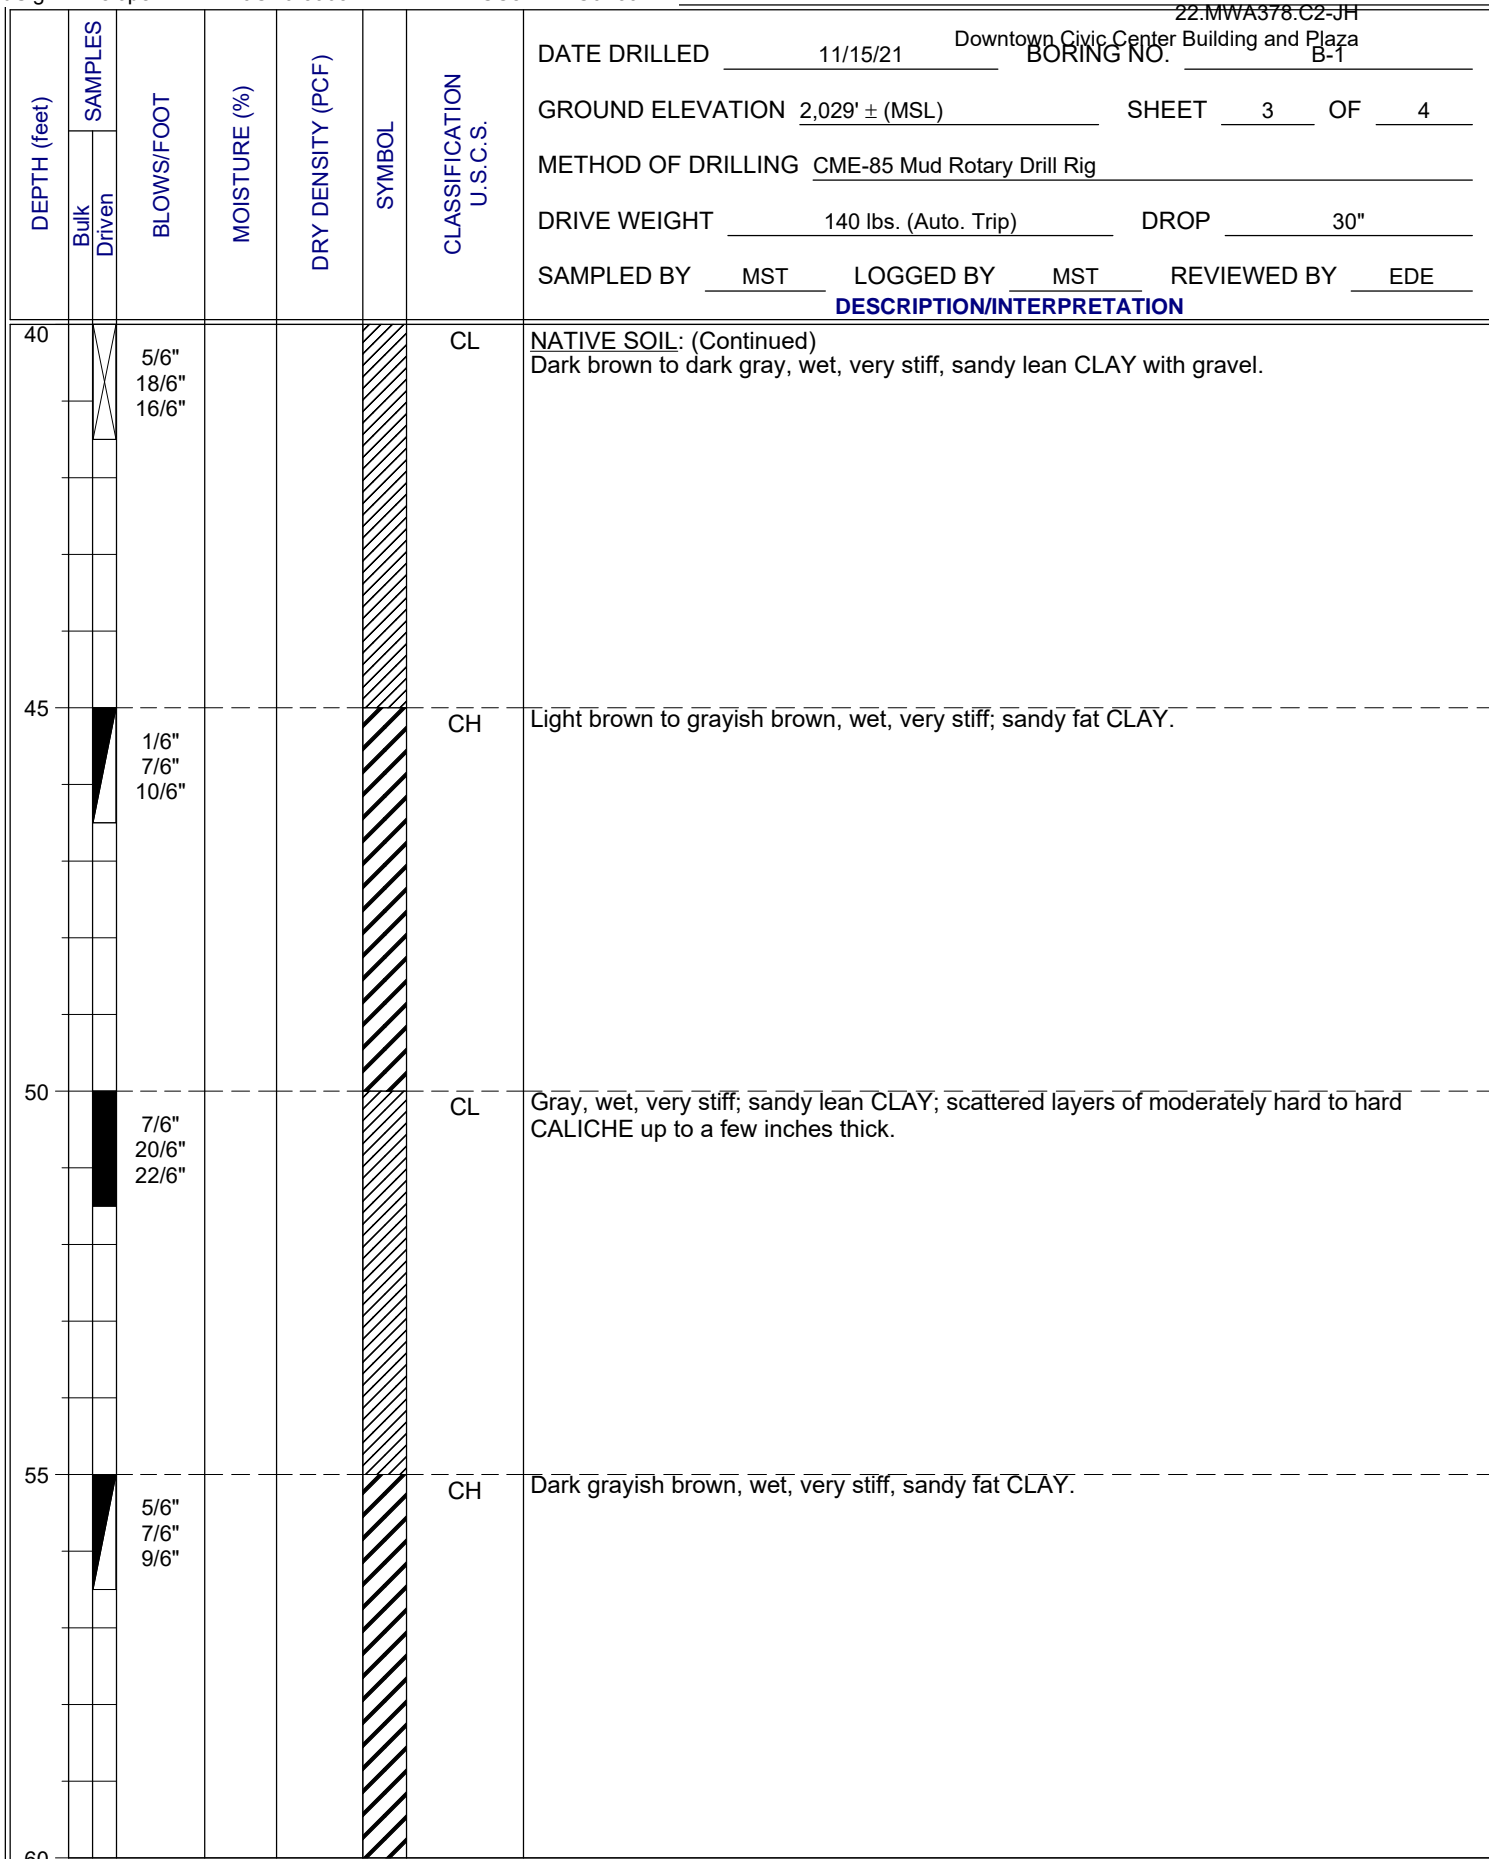 22.MWA378.C2-JH
Downtown Civic Center Building and Plaza
DEPTH (feet)
SAMPLES
Bulk
Driven
BLOWS/FOOT
MOISTURE (%)
DRY DENSITY (PCF)
SYMBOL
CLASSIFICATION
U.S.C.S.
DATE DRILLED 11/15/21 BORING NO. B-1
GROUND ELEVATION 2,029' ± (MSL) SHEET 3 OF 4
METHOD OF DRILLING CME-85 Mud Rotary Drill Rig
DRIVE WEIGHT 140 lbs. (Auto. Trip) DROP 30"
SAMPLED BY MST LOGGED BY MST REVIEWED BY EDE
DESCRIPTION/INTERPRETATION
40
5/6"
18/6"
16/6"
CL
NATIVE SOIL: (Continued)
Dark brown to dark gray, wet, very stiff, sandy lean CLAY with gravel.
45
1/6"
7/6"
10/6"
CH
Light brown to grayish brown, wet, very stiff; sandy fat CLAY.
50
7/6"
20/6"
22/6"
CL
Gray, wet, very stiff; sandy lean CLAY; scattered layers of moderately hard to hard
CALICHE up to a few inches thick.
55
5/6"
7/6"
9/6"
CH
Dark grayish brown, wet, very stiff, sandy fat CLAY.
60